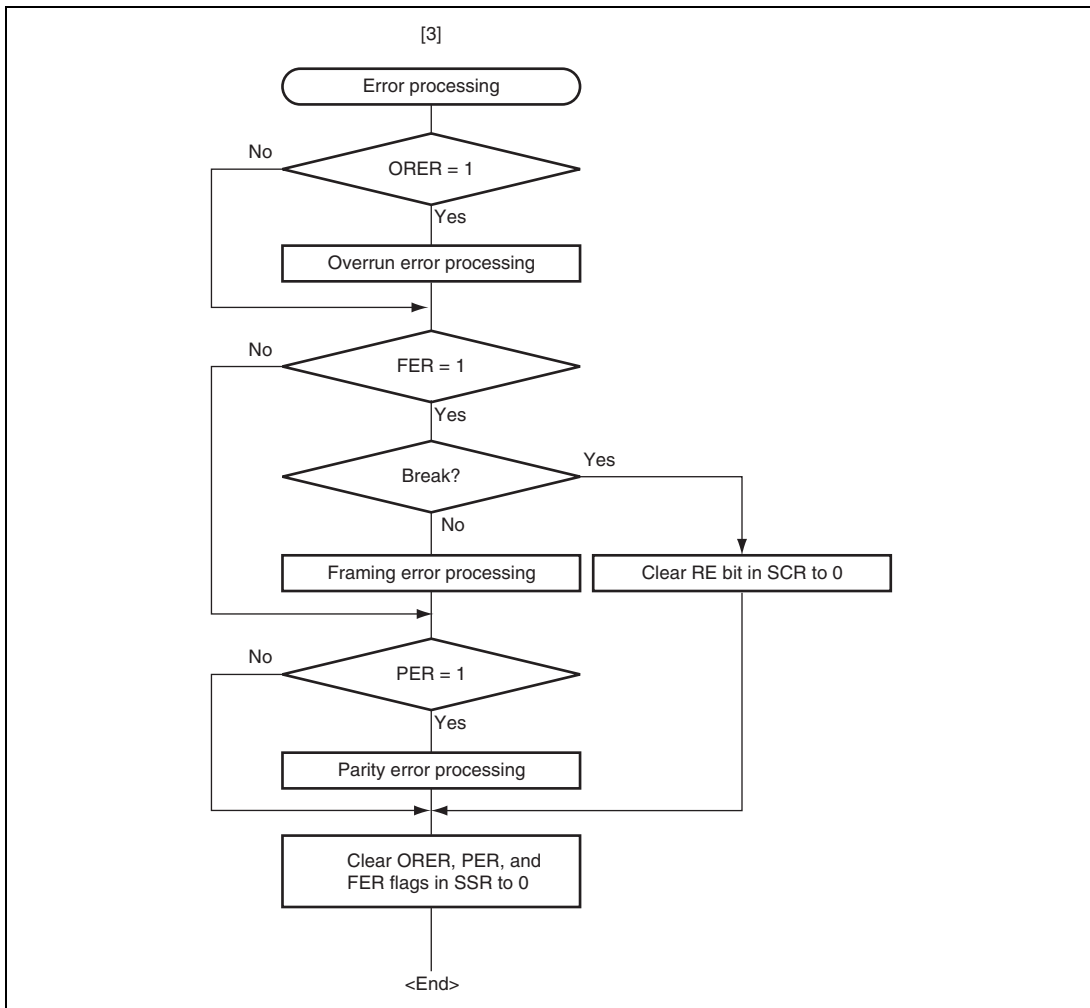 [3]
Error processing
No
ORER = 1
Yes
Overrun error processing
No
FER = 1
Yes
Break?
Yes
No
Framing error processing
Clear RE bit in SCR to 0
No
PER = 1
Yes
Parity error processing
Clear ORER, PER, and
FER flags in SSR to 0
<End>